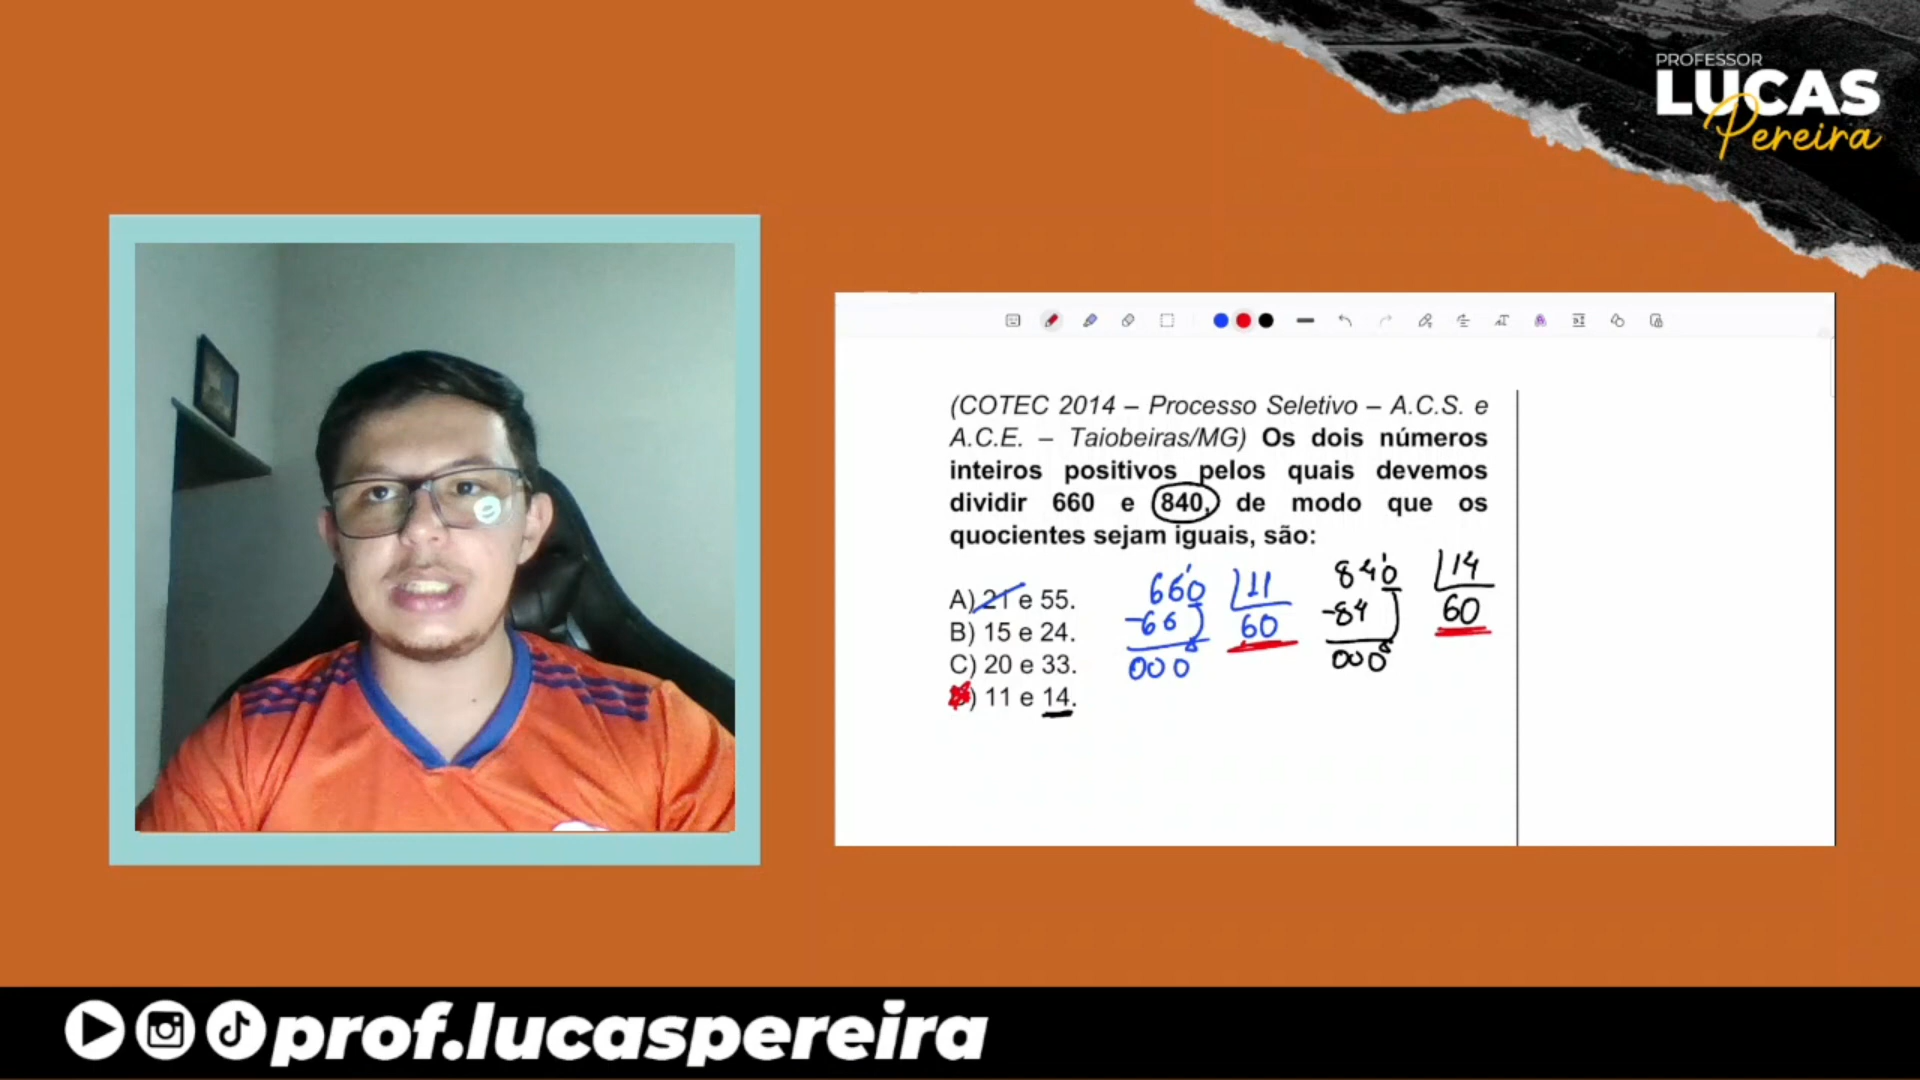 PROFESSOR
LUCAS
Pereira
(COTEC 2014 – Processo Seletivo – A.C.S. e
A.C.E. – Taiobeiras/MG) Os dois números
inteiros positivos pelos quais devemos
dividir 660 e 840, de modo que os
quocientes sejam iguais, são:
A) 21 e 55.
B) 15 e 24.
C) 20 e 33.
) 11 e 14.
660 11
-66 60
000
840 14
-84 60
000
prof.lucaspereira